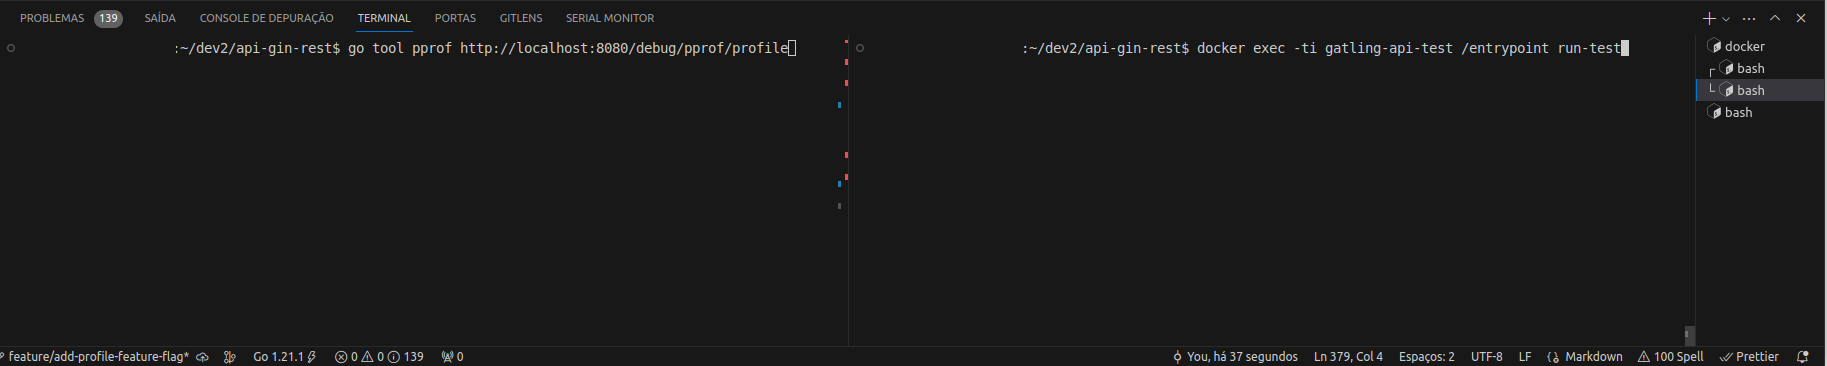 PROBLEMAS 139 SAÍDA CONSOLE DE DEPURAÇÃO TERMINAL PORTAS GITLENS SERIAL MONITOR
:~/dev2/api-gin-rest$ go tool pprof http://localhost:8080/debug/pprof/profile
:~/dev2/api-gin-rest$ docker exec -ti gatling-api-test /entrypoint run-test
docker
bash
bash
bash
feature/add-profile-feature-flag* Go 1.21.1 0 0 139 0 You, há 37 segundos Ln 379, Col 4 Espaços: 2 UTF-8 LF Markdown 100 Spell Prettier